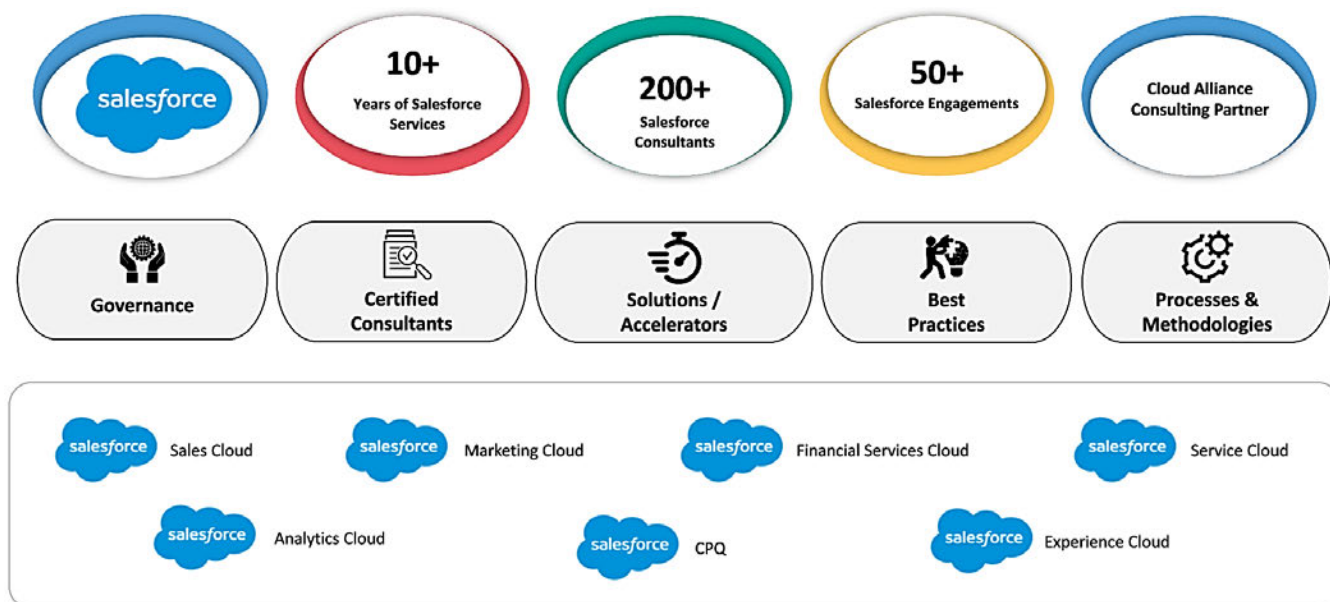 salesforce
10+
Years of Salesforce
Services
200+
Salesforce
Consultants
50+
Salesforce Engagements
Cloud Alliance
Consulting Partner
Governance
Certified
Consultants
Solutions /
Accelerators
Best
Practices
Processes &
Methodologies
salesforce Sales Cloud
salesforce Marketing Cloud
salesforce Financial Services Cloud
salesforce Service Cloud
salesforce Analytics Cloud
salesforce CPQ
salesforce Experience Cloud